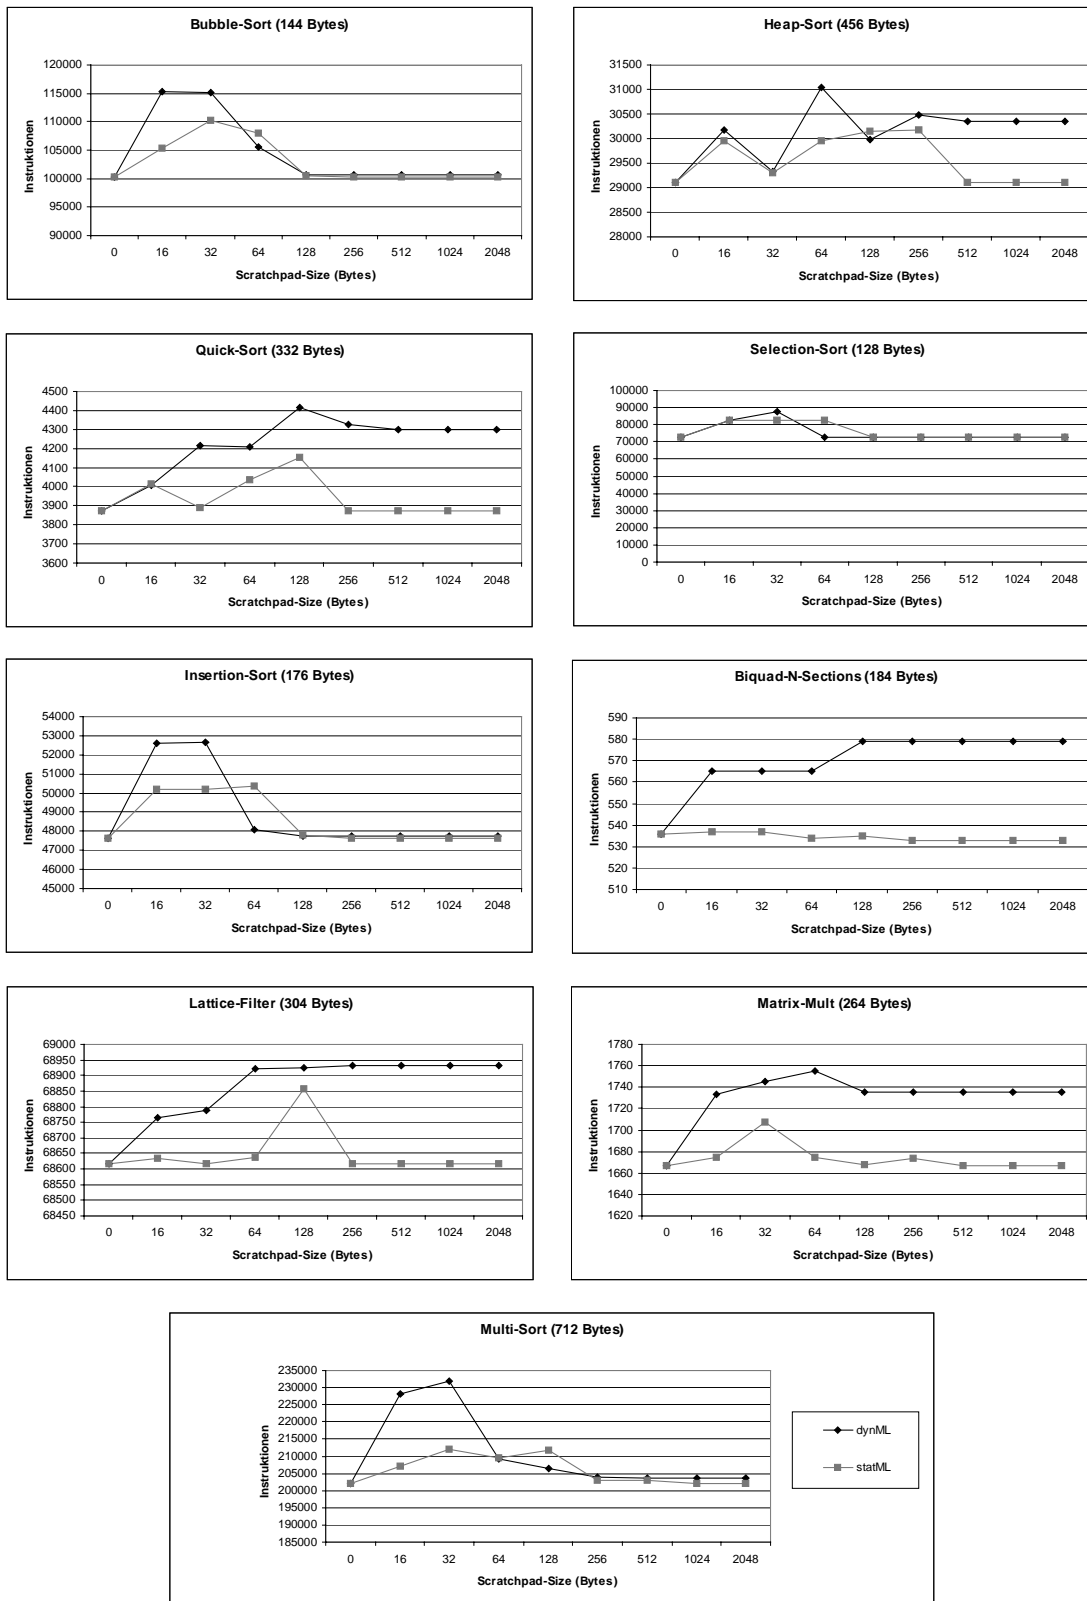 Bubble-Sort (144 Bytes)
120000
115000
110000
105000
100000
95000
90000
Instruktionen
0 16 32 64 128 256 512 1024 2048
Scratchpad-Size (Bytes)
Heap-Sort (456 Bytes)
31500
31000
30500
30000
29500
29000
28500
28000
Instruktionen
0 16 32 64 128 256 512 1024 2048
Scratchpad-Size (Bytes)
Quick-Sort (332 Bytes)
4500
4400
4300
4200
4100
4000
3900
3800
3700
3600
Instruktionen
0 16 32 64 128 256 512 1024 2048
Scratchpad-Size (Bytes)
Selection-Sort (128 Bytes)
100000
90000
80000
70000
60000
50000
40000
30000
20000
10000
0
Instruktionen
0 16 32 64 128 256 512 1024 2048
Scratchpad-Size (Bytes)
Insertion-Sort (176 Bytes)
54000
53000
52000
51000
50000
49000
48000
47000
46000
45000
Instruktionen
0 16 32 64 128 256 512 1024 2048
Scratchpad-Size (Bytes)
Biquad-N-Sections (184 Bytes)
590
580
570
560
550
540
530
520
510
Instruktionen
0 16 32 64 128 256 512 1024 2048
Scratchpad-Size (Bytes)
Lattice-Filter (304 Bytes)
69000
68950
68900
68850
68800
68750
68700
68650
68600
68550
68500
68450
Instruktionen
0 16 32 64 128 256 512 1024 2048
Scratchpad-Size (Bytes)
Matrix-Mult (264 Bytes)
1780
1760
1740
1720
1700
1680
1660
1640
1620
Instruktionen
0 16 32 64 128 256 512 1024 2048
Scratchpad-Size (Bytes)
Multi-Sort (712 Bytes)
235000
230000
225000
220000
215000
210000
205000
200000
195000
190000
185000
Instruktionen
0 16 32 64 128 256 512 1024 2048
Scratchpad-Size (Bytes)
dynML
statML